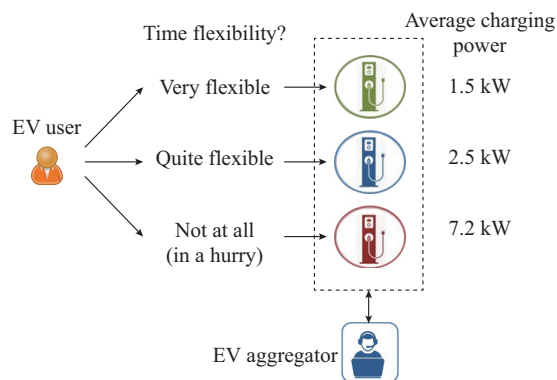 Time flexibility?
Average charging
power
Very flexible
1.5 kW
EV user
Quite flexible
2.5 kW
Not at all
(in a hurry)
7.2 kW
EV aggregator